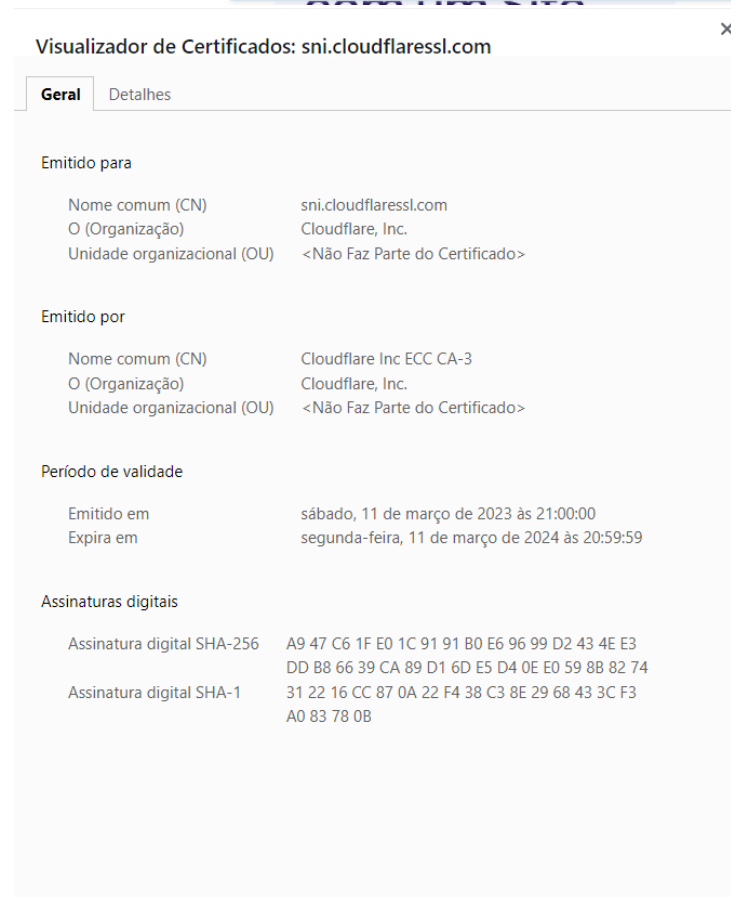 Visualizador de Certificados: sni.cloudflaressl.com
Geral Detalhes
Emitido para
Nome comum (CN) sni.cloudflaressl.com
O (Organização) Cloudflare, Inc.
Unidade organizacional (OU) <Não Faz Parte do Certificado>
Emitido por
Nome comum (CN) Cloudflare Inc ECC CA-3
O (Organização) Cloudflare, Inc.
Unidade organizacional (OU) <Não Faz Parte do Certificado>
Período de validade
Emitido em sábado, 11 de março de 2023 às 21:00:00
Expira em segunda-feira, 11 de março de 2024 às 20:59:59
Assinaturas digitais
Assinatura digital SHA-256 A9 47 C6 1F E0 1C 91 91 B0 E6 96 99 D2 43 4E E3
DD B8 66 39 CA 89 D1 6D E5 D4 0E E0 59 8B 82 74
Assinatura digital SHA-1 31 22 16 CC 87 0A 22 F4 38 C3 8E 29 68 43 3C F3
A0 83 78 0B